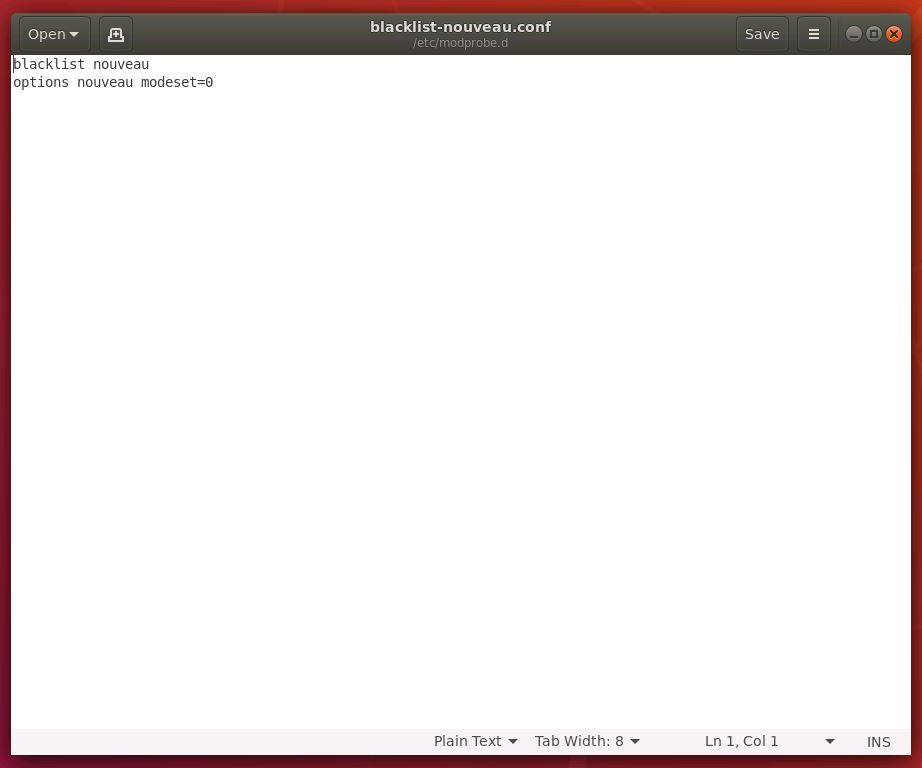 Open
blacklist-nouveau.conf
/etc/modprobe.d
Save
blacklist nouveau
options nouveau modeset=0
Plain Text
Tab Width: 8
Ln 1, Col 1
INS